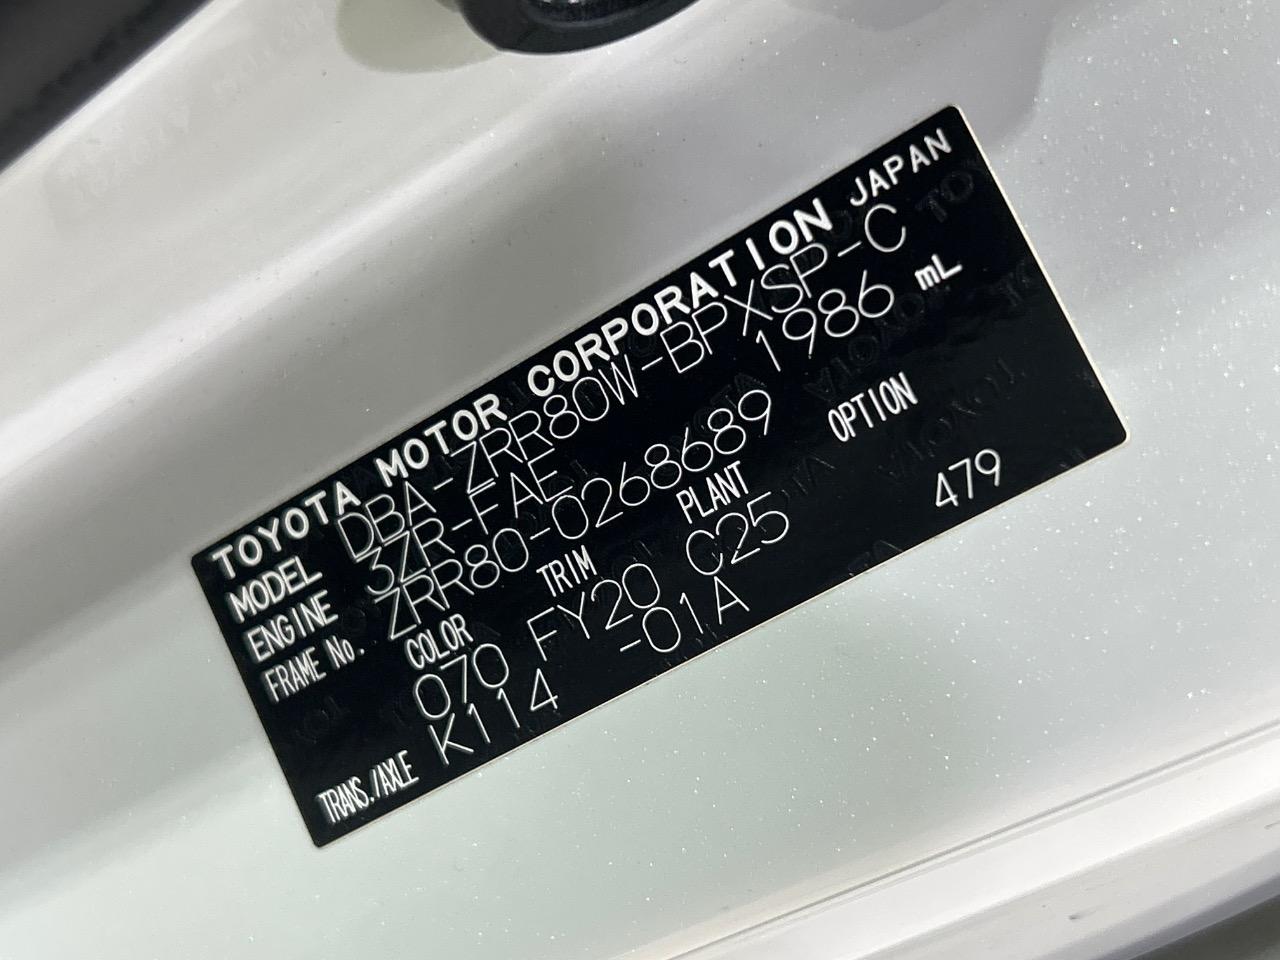 TOYOTA MOTOR CORPORATION JAPAN
MODEL DBA-ZRR80W-BPXSP-C
ENGINE 3ZR-FAE 1986 mL
FRAME No. ZRR80-0268689
COLOR TRIM PLANT OPTION
070 FY20 C25 479
TRANS./AXLE K114 -01A